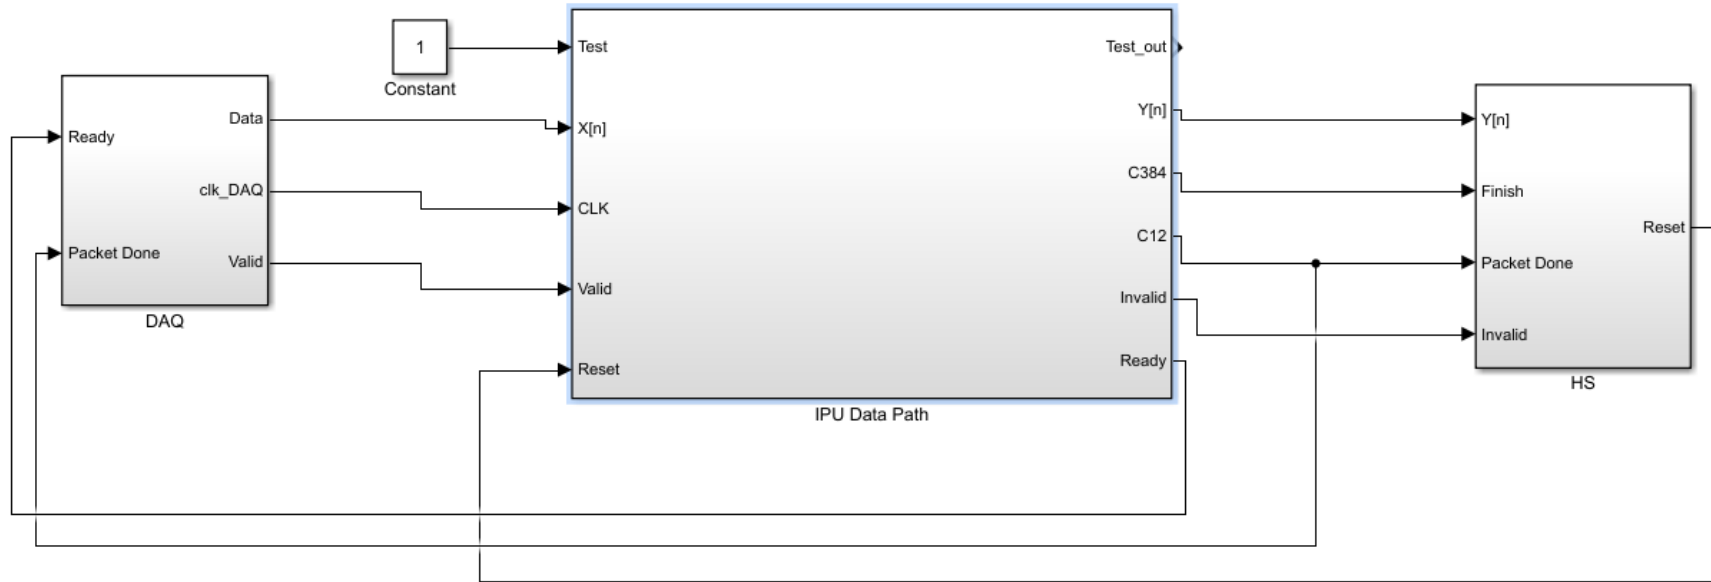 1
Constant
Ready
Packet Done
Data
clk_DAQ
Valid
DAQ
Test
X[n]
CLK
Valid
Reset
Test_out
Y[n]
C384
C12
Invalid
Ready
IPU Data Path
Y[n]
Finish
Packet Done
Invalid
Reset
HS